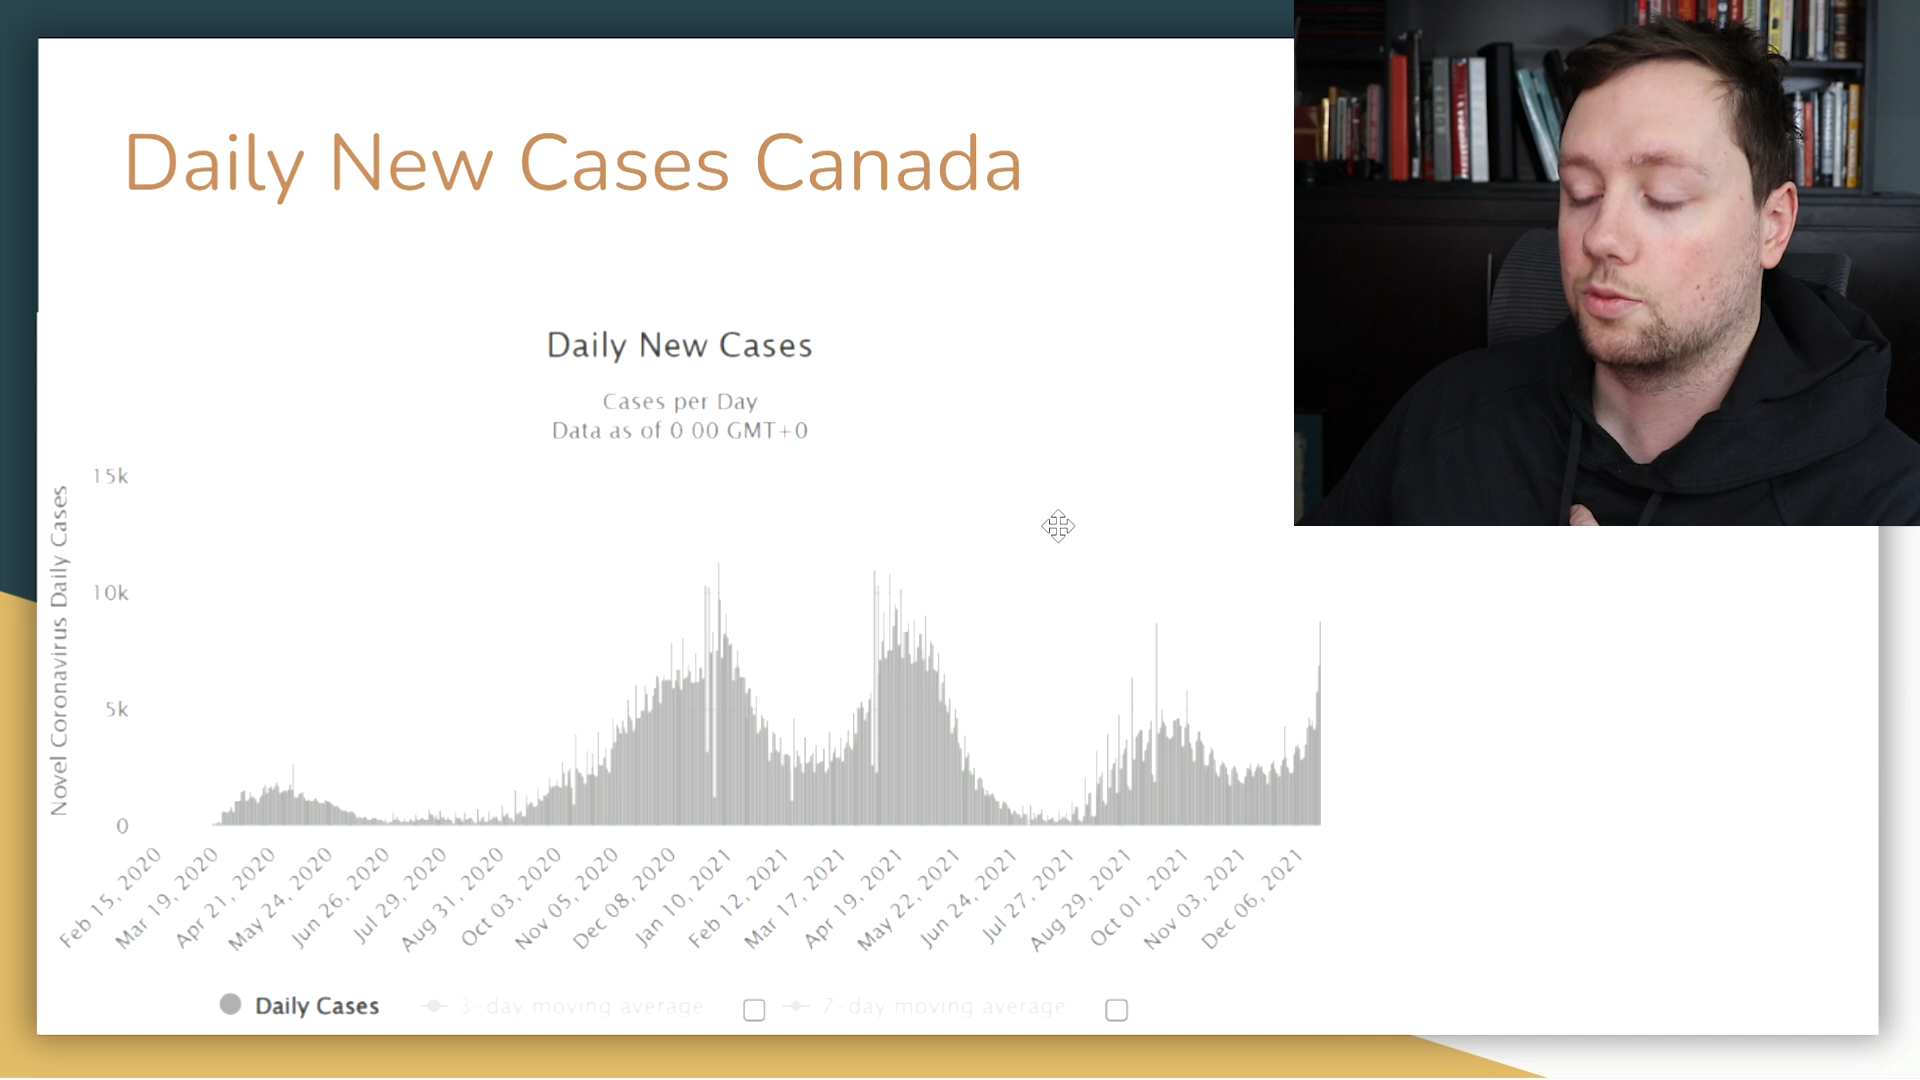 Daily New Cases Canada
Daily New Cases
Cases per Day
Data as of 0 00 GMT+0
Novel Coronavirus Daily Cases
15k
10k
5k
0
Feb 15, 2020
Mar 19, 2020
Apr 21, 2020
May 24, 2020
Jun 26, 2020
Jul 29, 2020
Aug 31, 2020
Oct 03, 2020
Nov 05, 2020
Dec 08, 2020
Jan 10, 2021
Feb 12, 2021
Mar 17, 2021
Apr 19, 2021
May 22, 2021
Jun 24, 2021
Jul 27, 2021
Aug 29, 2021
Oct 01, 2021
Nov 03, 2021
Dec 06, 2021
Daily Cases 3-day moving average 7-day moving average